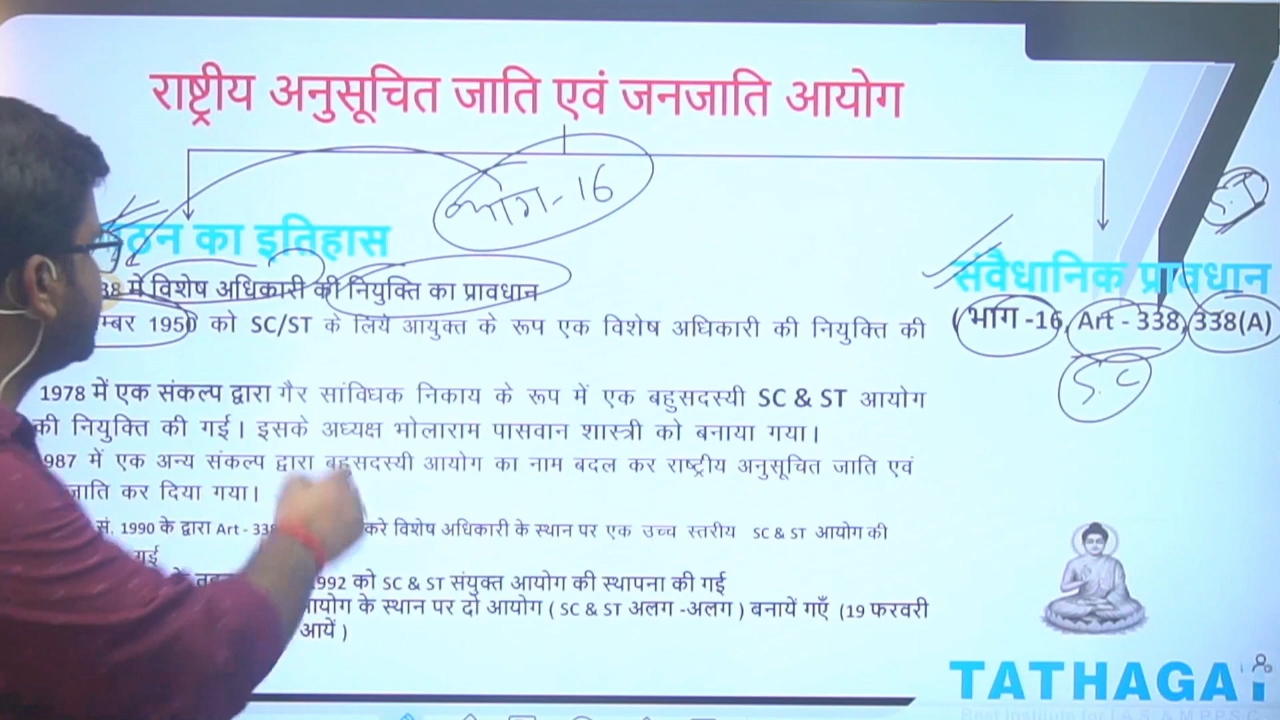 राष्ट्रीय अनुसूचित जाति एवं जनजाति आयोग
भाग-16
S.T
का इतिहास
संवैधानिक प्रावधान
38 में विशेष अधिकारी की नियुक्ति का प्रावधान
(भाग -16, Art - 338, 338(A)
1950 को SC/ST के लिये आयुक्त के रूप एक विशेष अधिकारी की नियुक्ति की
S.C
1978 में एक संकल्प द्वारा गैर सांविधक निकाय के रूप में एक बहुसदस्यी SC & ST आयोग
की नियुक्ति की गई। इसके अध्यक्ष भोलाराम पासवान शास्त्री को बनाया गया।
987 में एक अन्य संकल्प द्वारा बहुसदस्यी आयोग का नाम बदल कर राष्ट्रीय अनुसूचित जाति एवं
जाति कर दिया गया।
सं. 1990 के द्वारा Art - 338 करे विशेष अधिकारी के स्थान पर एक उच्च स्तरीय SC & ST आयोग की
गई
992 को SC & ST संयुक्त आयोग की स्थापना की गई
आयोग के स्थान पर दो आयोग ( SC & ST अलग -अलग ) बनायें गएँ (19 फरवरी
आयें )
TATHAGAT